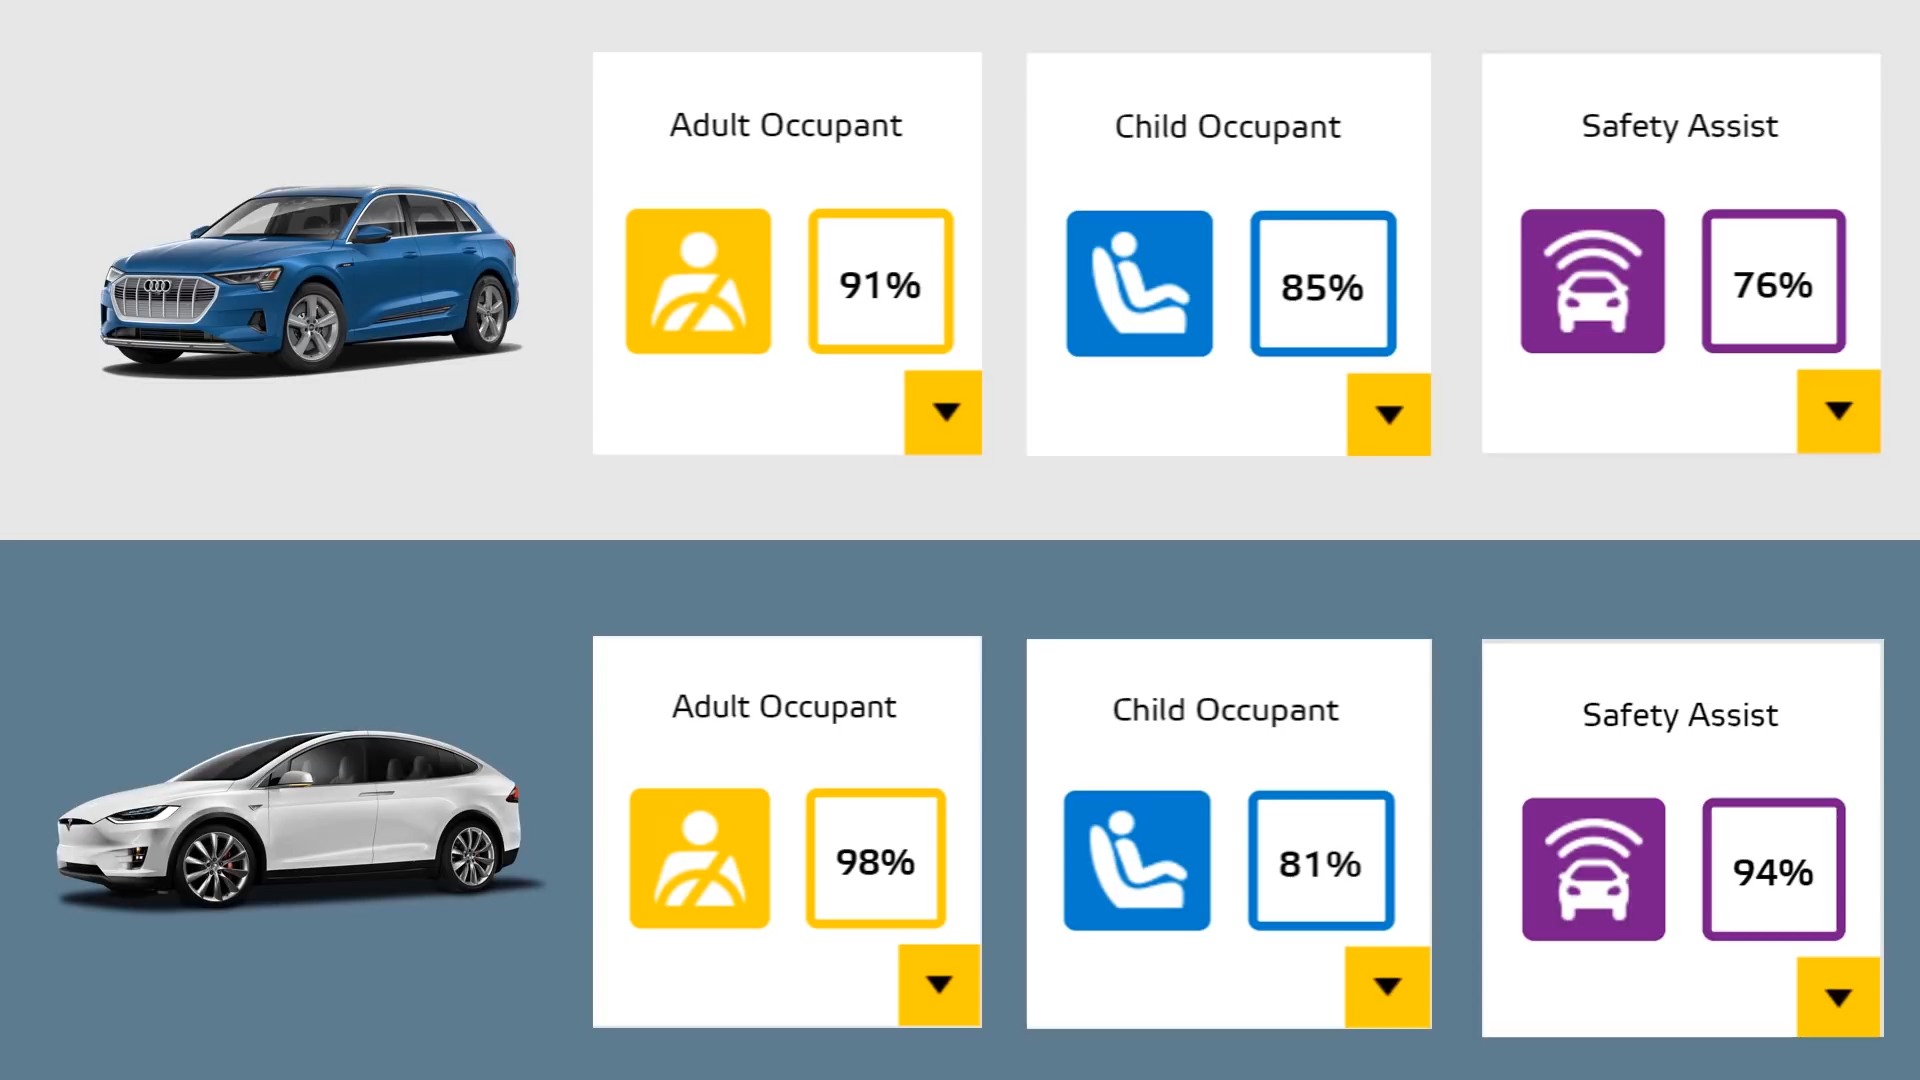 Adult Occupant
91%
Child Occupant
85%
Safety Assist
76%
Adult Occupant
98%
Child Occupant
81%
Safety Assist
94%